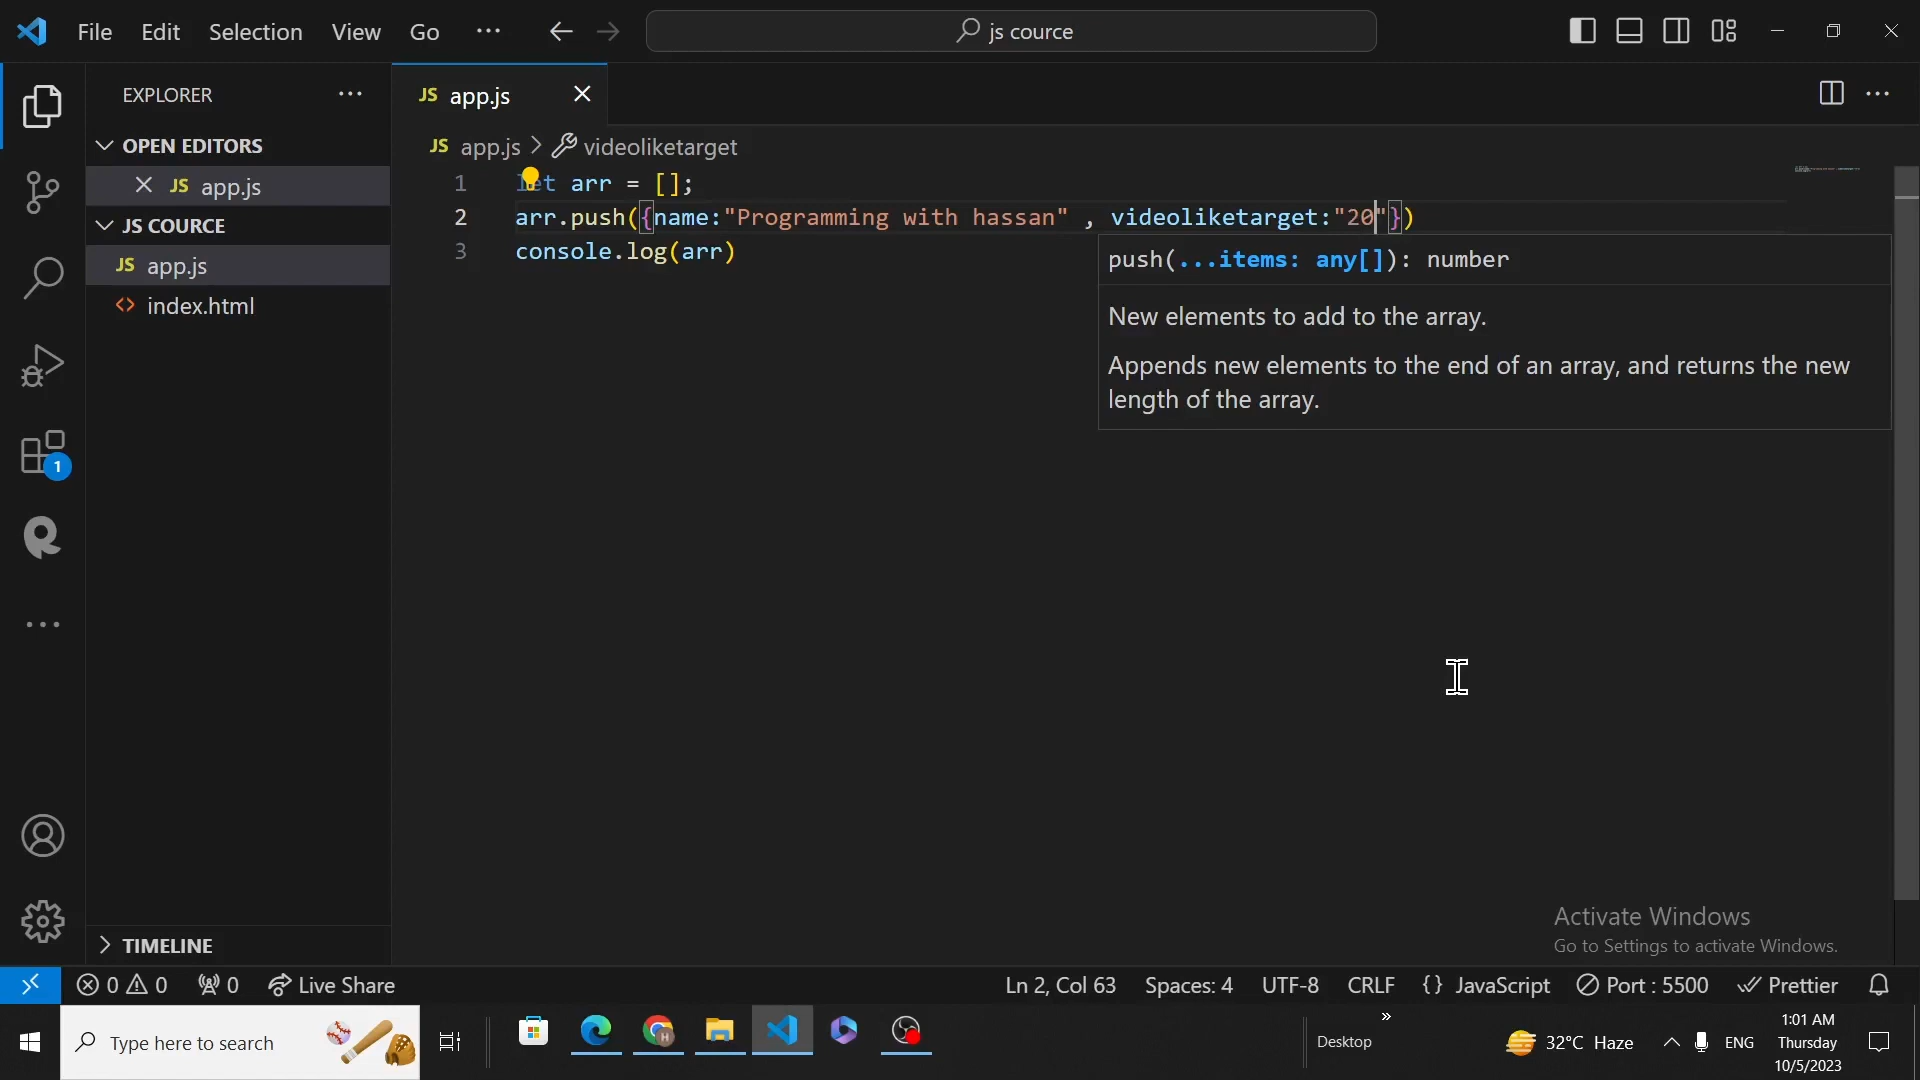 File Edit Selection View Go ··· js cource
EXPLORER ···
JS app.js
OPEN EDITORS
JS app.js > videoliketarget
JS app.js
1 let arr = [];
2 arr.push({name:"Programming with hassan" , videoliketarget:"20"})
3 console.log(arr)
JS COURCE
JS app.js
<> index.html
push(...items: any[]): number
New elements to add to the array.
Appends new elements to the end of an array, and returns the new
length of the array.
1
Activate Windows
Go to Settings to activate Windows.
TIMELINE
0 0 0 Live Share Ln 2, Col 63 Spaces: 4 UTF-8 CRLF {} JavaScript Port : 5500 Prettier
Type here to search Desktop » 32°C Haze ENG
1:01 AM
Thursday
10/5/2023